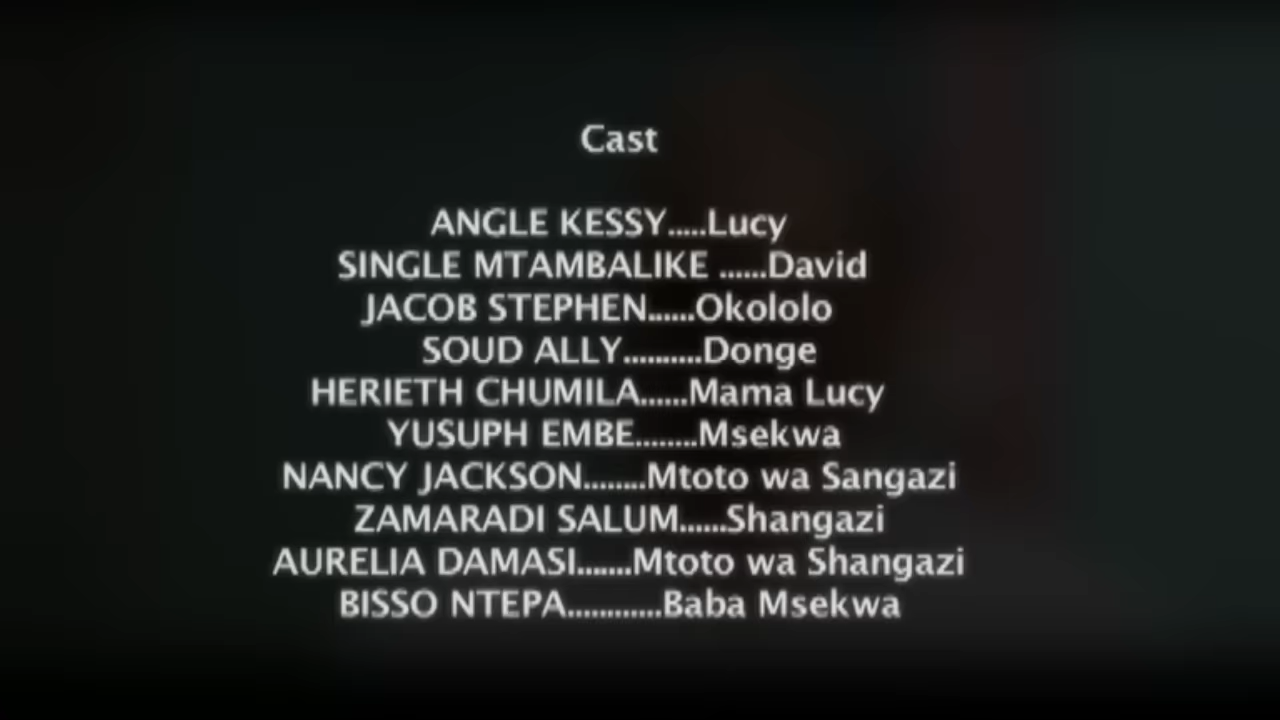 Cast
ANGLE KESSY.....Lucy
SINGLE MTAMBALIKE ......David
JACOB STEPHEN......Okololo
SOUD ALLY..........Donge
HERIETH CHUMILA......Mama Lucy
YUSUPH EMBE........Msekwa
NANCY JACKSON........Mtoto wa Sangazi
ZAMARADI SALUM......Shangazi
AURELIA DAMASI.......Mtoto wa Shangazi
BISSO NTEPA............Baba Msekwa